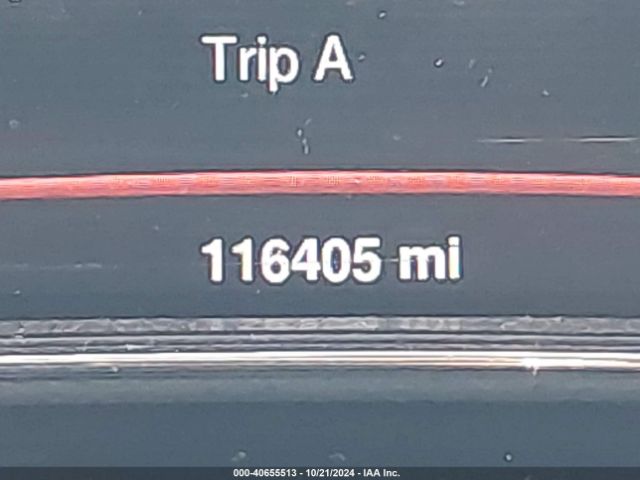 Trip A
116405 mi
000-40655513 - 10/21/2024 - IAA Inc.